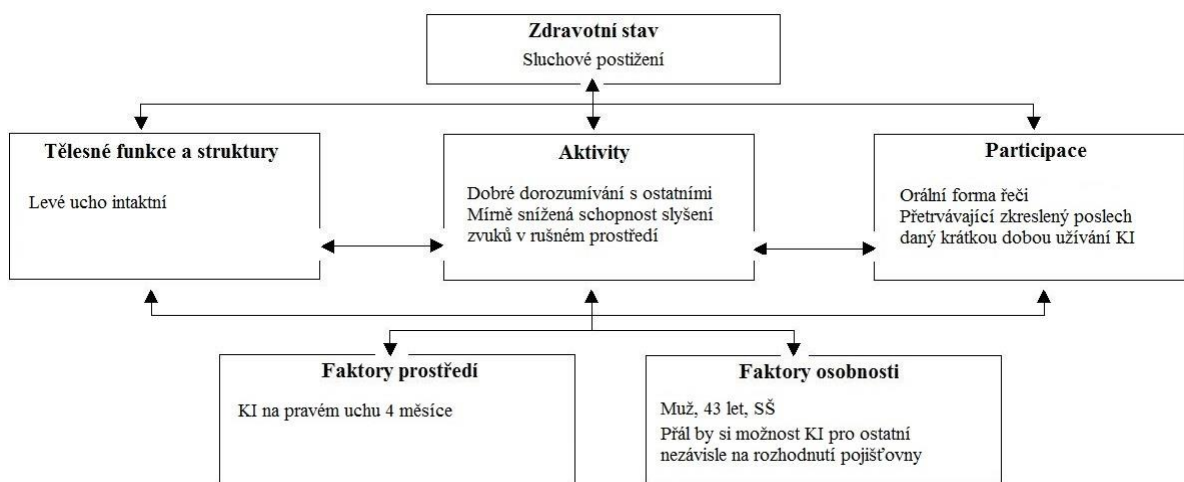 Zdravotní stav
Sluchové postižení
Tělesné funkce a struktury
Levé ucho intaktní
Aktivity
Dobré dorozumívání s ostatními
Mírně snížená schopnost slyšení
zvuků v rušném prostředí
Participace
Orální forma řeči
Přetrvávající zkreslený poslech
daný krátkou dobou užívání KI
Faktory prostředí
KI na pravém uchu 4 měsíce
Faktory osobnosti
Muž, 43 let, SŠ
Přál by si možnost KI pro ostatní
nezávisle na rozhodnutí pojišťovny